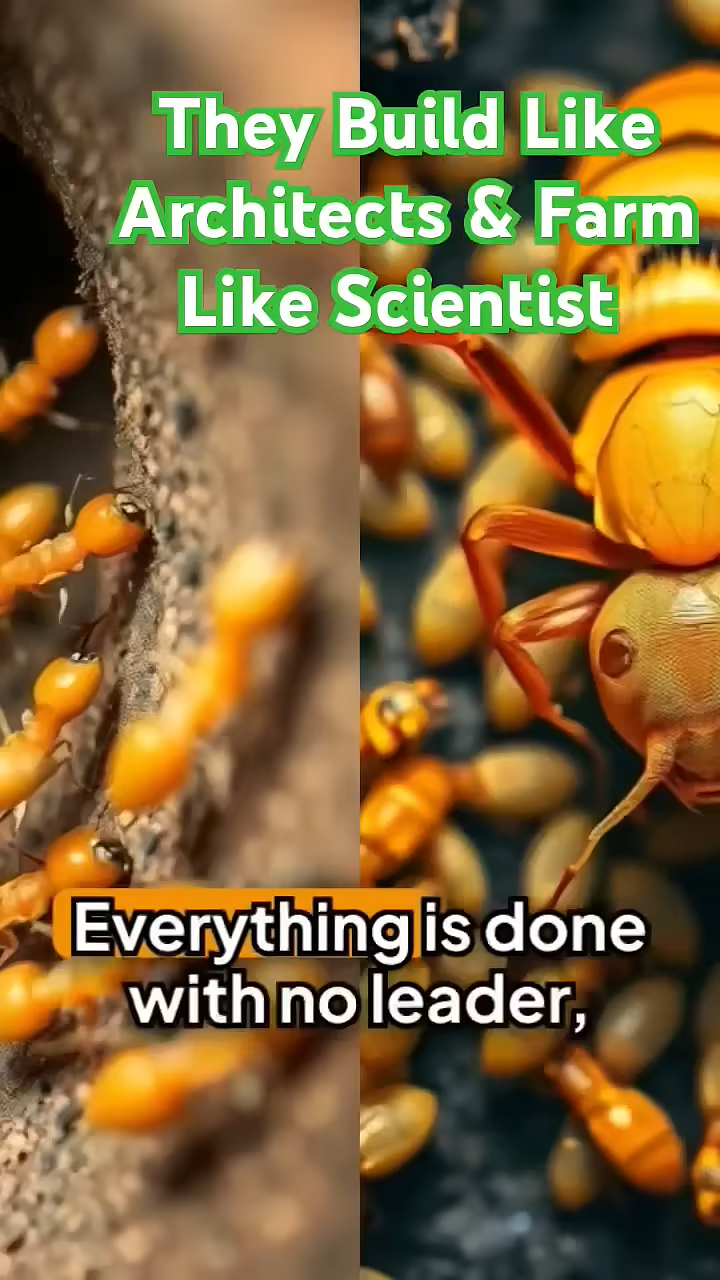 They Build Like
Architects & Farm
Like Scientist
Everything is done
with no leader,